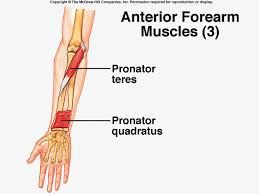 Copyright © The McGraw-Hill Companies, Inc. Permission required for reproduction or display.
Anterior Forearm
Muscles (3)
Pronator
teres
Pronator
quadratus